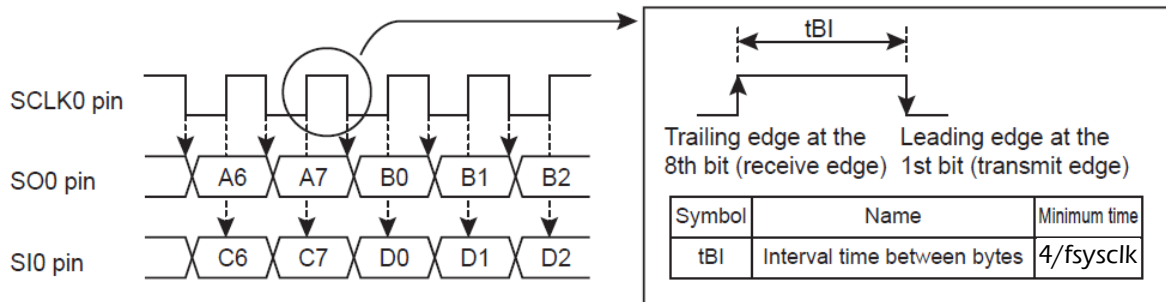 tBI
SCLK0 pin
Trailing edge at the Leading edge at the
8th bit (receive edge) 1st bit (transmit edge)
SO0 pin A6 A7 B0 B1 B2
Symbol Name Minimum time
tBI Interval time between bytes 4/fsysclk
SI0 pin C6 C7 D0 D1 D2